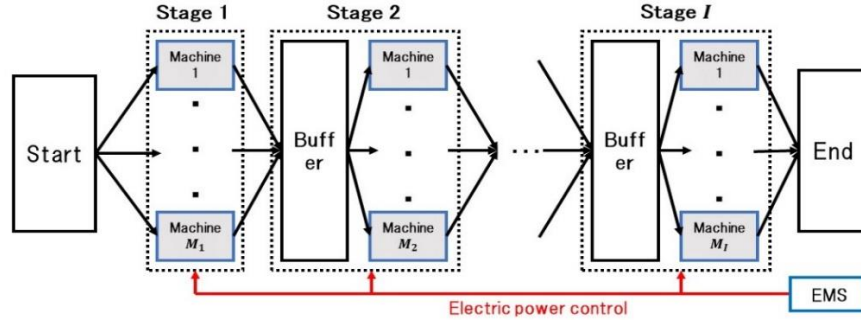 Stage 1
Stage 2
Stage I
Start
Machine
1
Machine
M₁
Buff
er
Machine
1
Machine
M₂
...
Buff
er
Machine
1
Machine
M_I
End
Electric power control
EMS